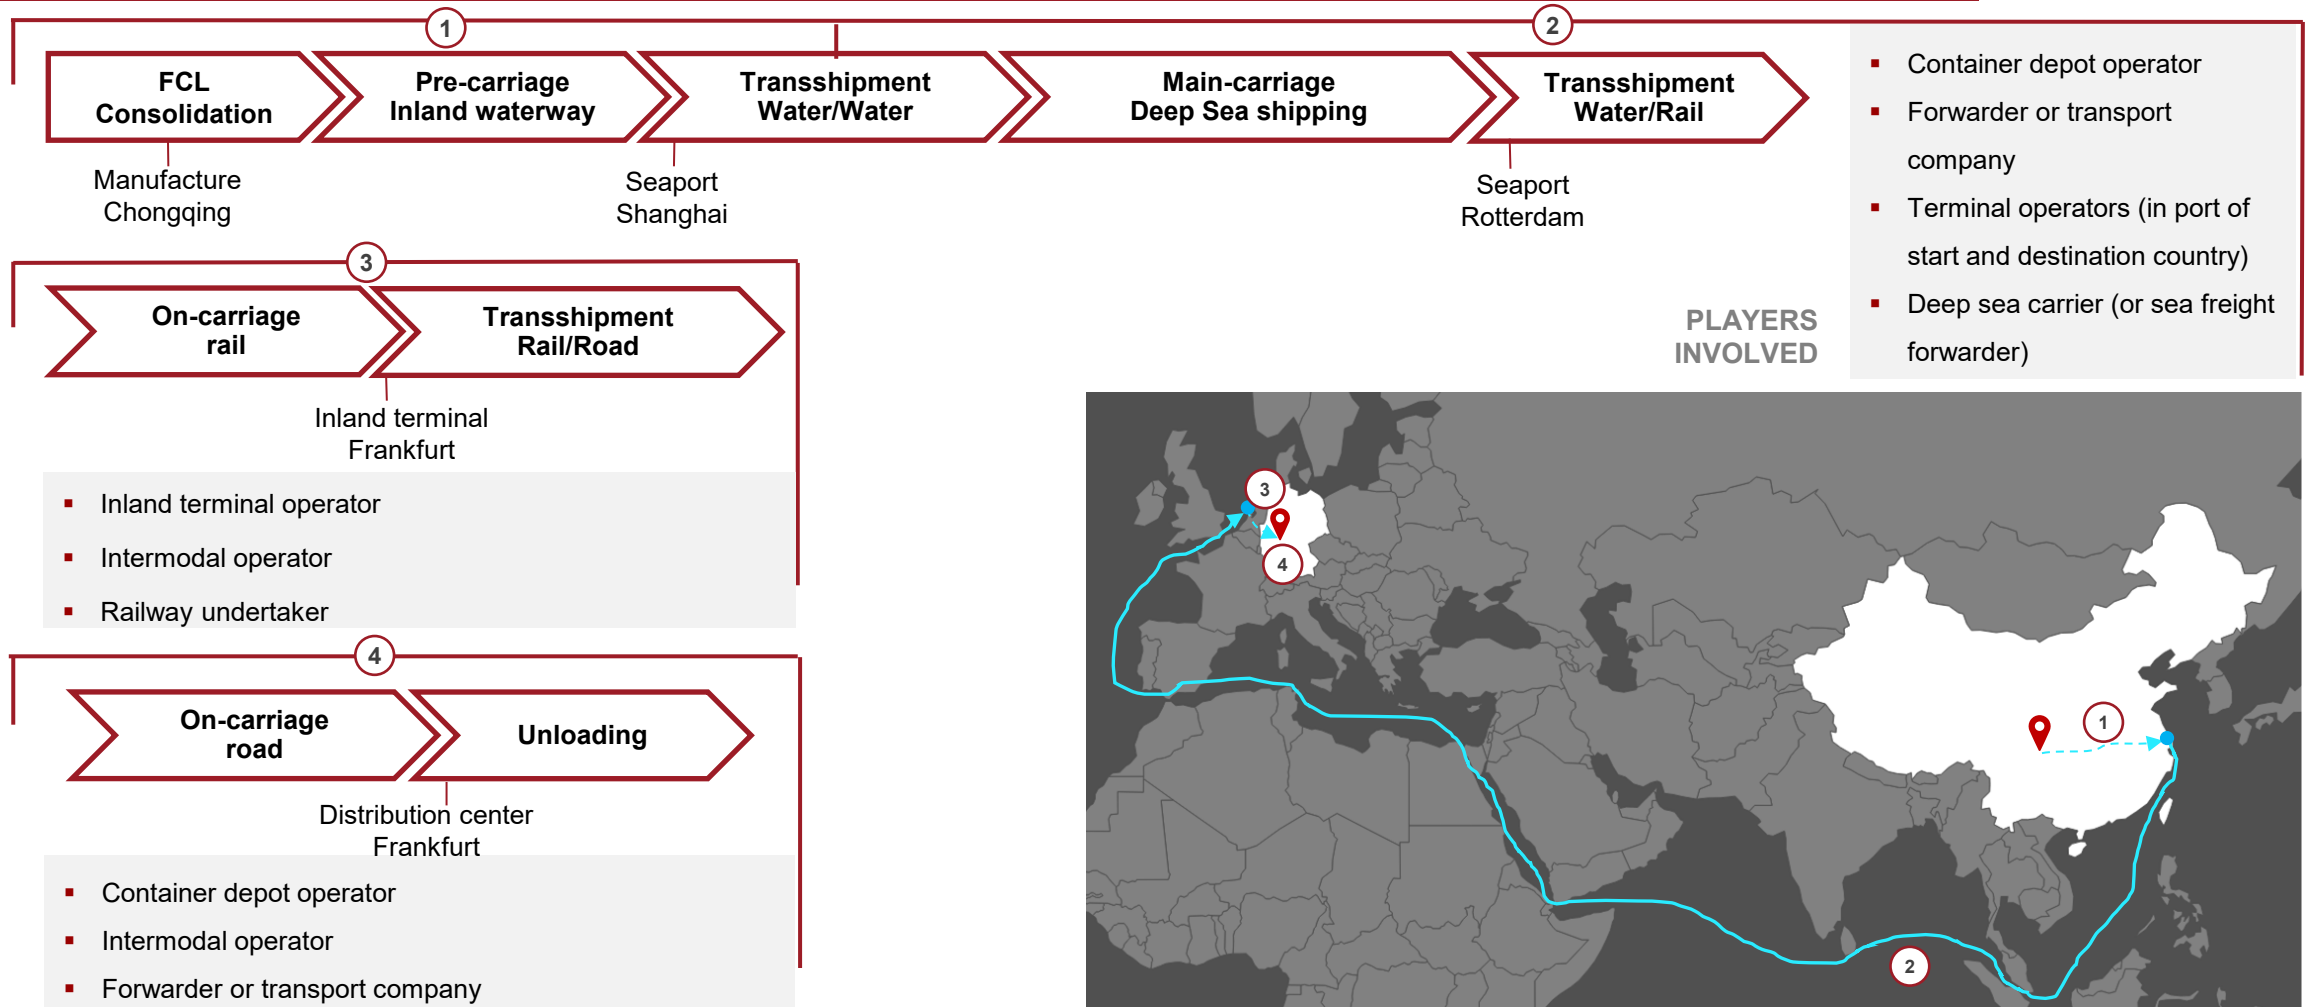 1
2
FCL
Consolidation
Pre-carriage
Inland waterway
Transshipment
Water/Water
Main-carriage
Deep Sea shipping
Transshipment
Water/Rail
Manufacture
Chongqing
Seaport
Shanghai
Seaport
Rotterdam
▪ Container depot operator
▪ Forwarder or transport
company
▪ Terminal operators (in port of
start and destination country)
▪ Deep sea carrier (or sea freight
forwarder)
PLAYERS
INVOLVED
3
On-carriage
rail
Transshipment
Rail/Road
Inland terminal
Frankfurt
▪ Inland terminal operator
▪ Intermodal operator
▪ Railway undertaker
4
On-carriage
road
Unloading
Distribution center
Frankfurt
▪ Container depot operator
▪ Intermodal operator
▪ Forwarder or transport company
3
4
1
2